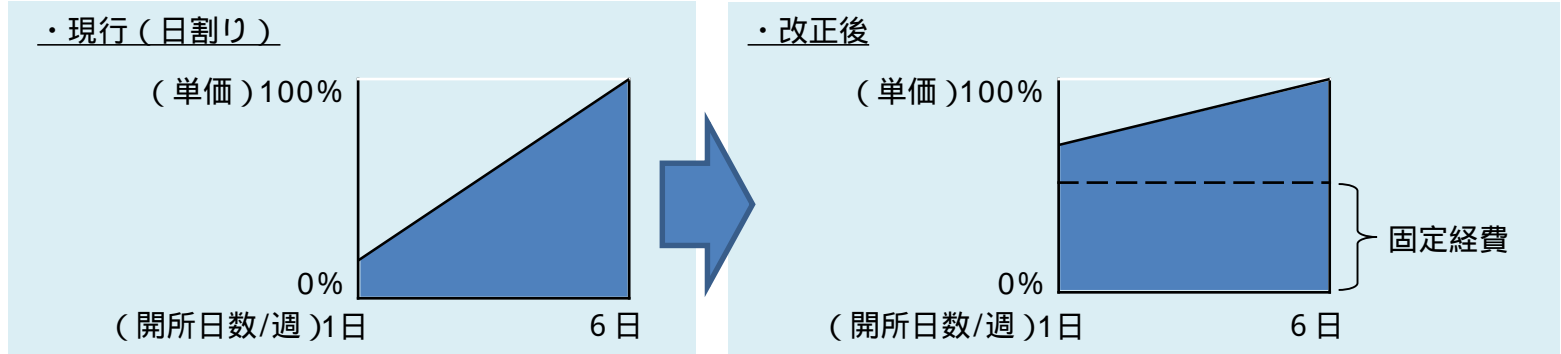 ・現行（日割り）
（単価）100%
0%
（開所日数/週）1日
6日
・改正後
（単価）100%
固定経費
0%
（開所日数/週）1日
6日